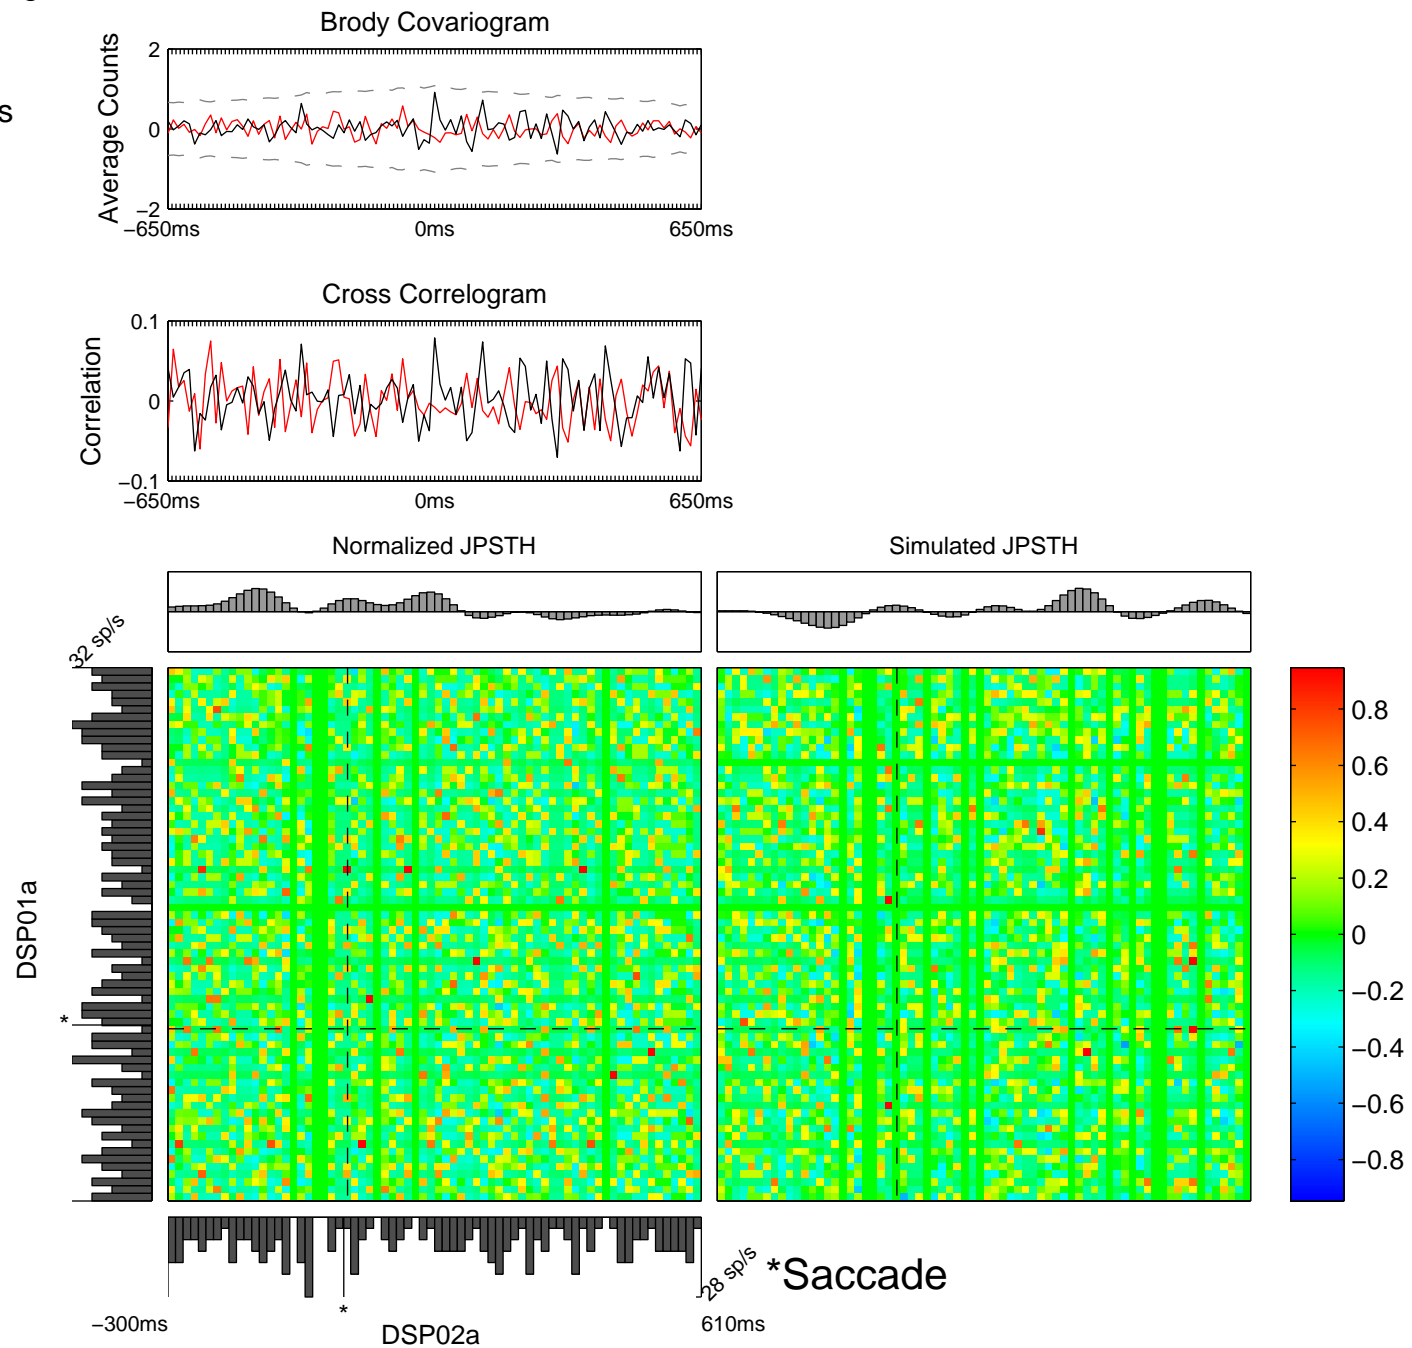 g
Brody Covariogram
Average Counts
2
0
−2
s
−650ms
0ms
650ms
Cross Correlogram
Correlation
0.1
0
−0.1
−650ms
0ms
650ms
Normalized JPSTH
Simulated JPSTH
32 sp/s
DSP01a
*
0.8
0.6
0.4
0.2
0
−0.2
−0.4
−0.6
−0.8
28 sp/s
*Saccade
*
−300ms
DSP02a
610ms